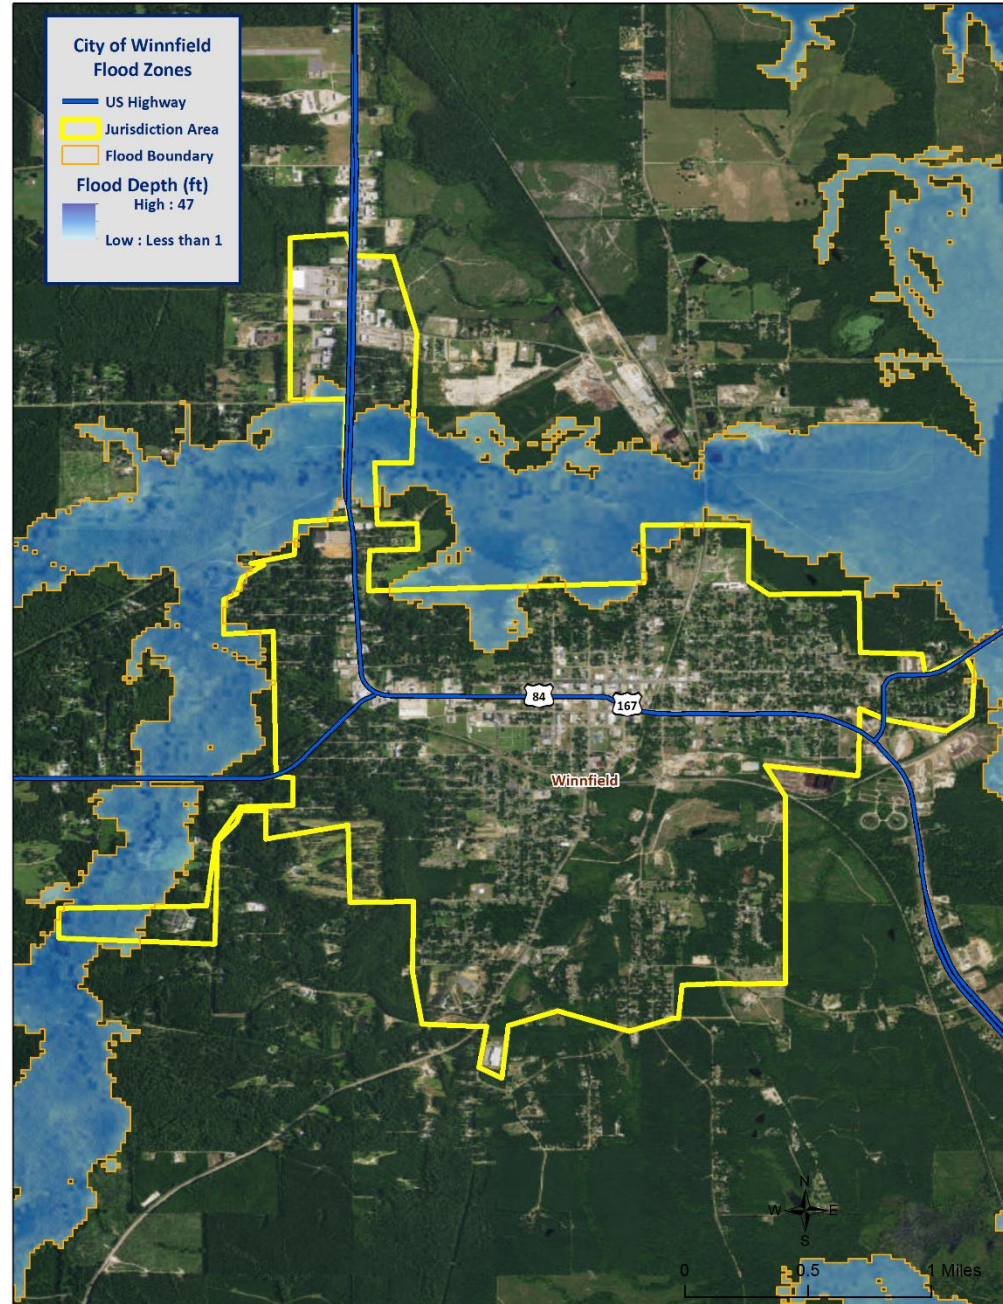 City of Winnfield
Flood Zones
US Highway
Jurisdiction Area
Flood Boundary
Flood Depth (ft)
High : 47
Low : Less than 1
84
167
Winnfield
N
W E
S
0 0.5 1 Miles